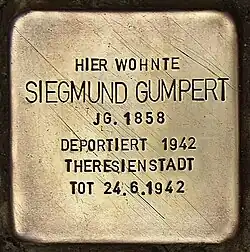 HIER WOHNTE
SIEGMUND GUMPERT
JG. 1858
DEPORTIERT 1942
THERESIENSTADT
TOT 24.6.1942